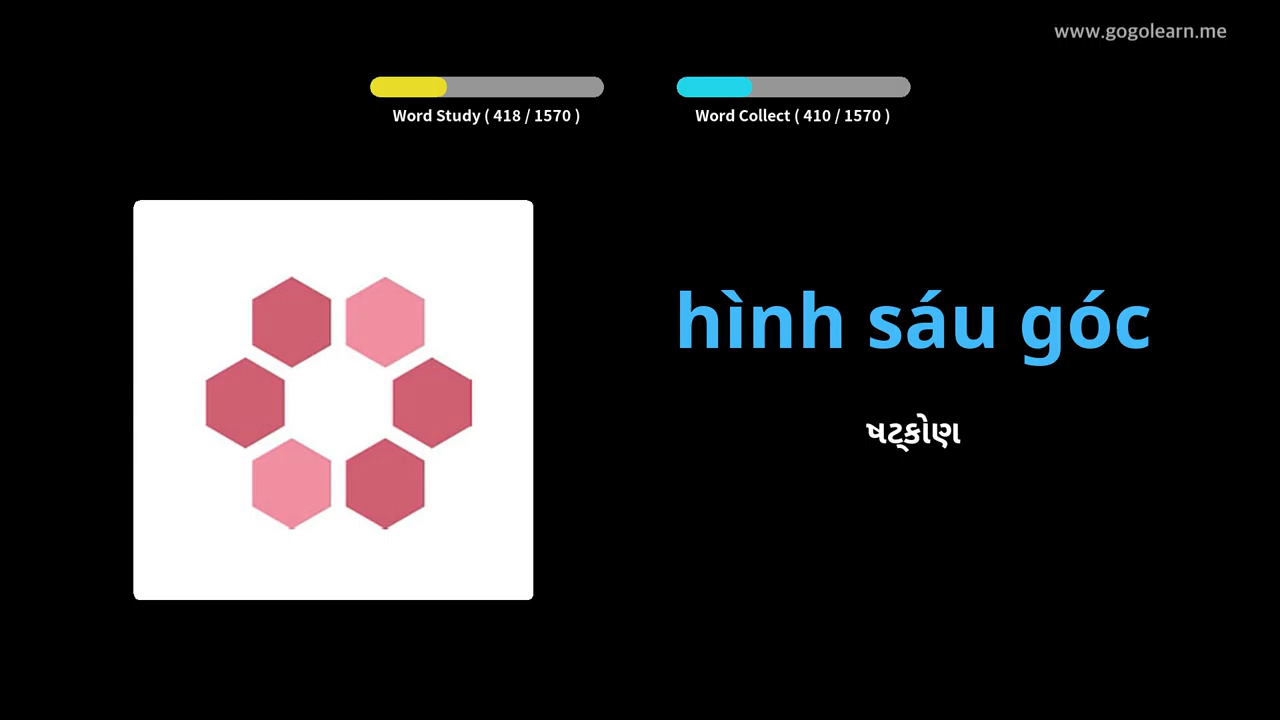 www.gogolearn.me
Word Study ( 418 / 1570 )
Word Collect ( 410 / 1570 )
hình sáu góc
ષટ્કોણ